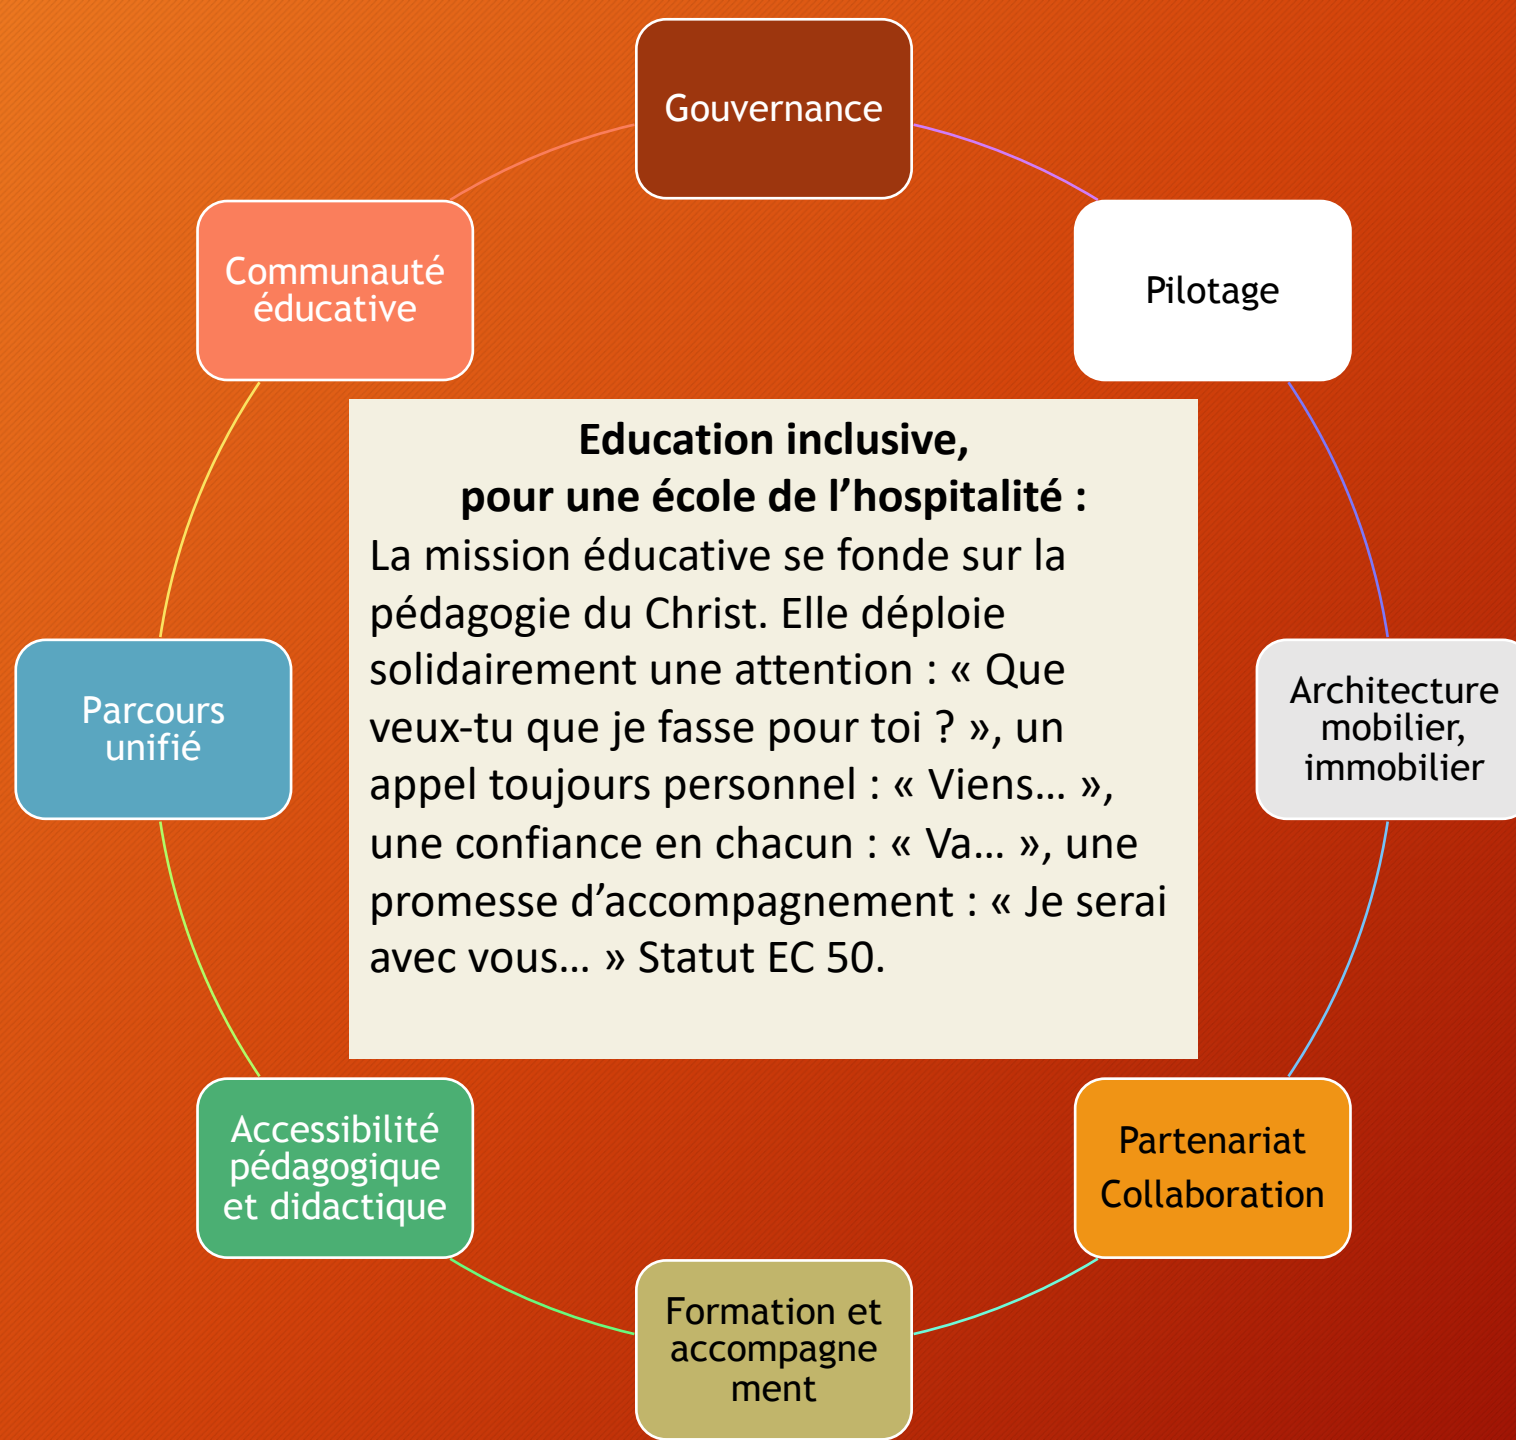 Gouvernance
Communauté
éducative
Pilotage
Education inclusive,
pour une école de l’hospitalité :
La mission éducative se fonde sur la
pédagogie du Christ. Elle déploie
solidairement une attention : « Que
veux-tu que je fasse pour toi ? », un
appel toujours personnel : « Viens… »,
une confiance en chacun : « Va… », une
promesse d’accompagnement : « Je serai
avec vous… » Statut EC 50.
Parcours
unifié
Architecture
mobilier,
immobilier
Accessibilité
pédagogique
et didactique
Partenariat
Collaboration
Formation et
accompagne
ment